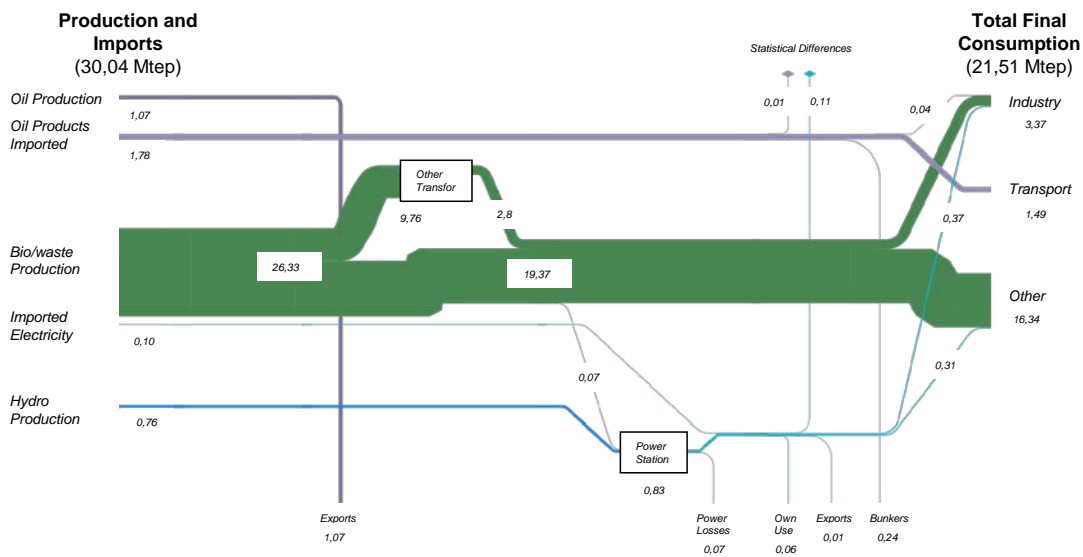 Production and
Imports
(30,04 Mtep)
Total Final
Consumption
(21,51 Mtep)
Statistical Differences
0,01
0,11
Oil Production
1,07
Oil Products
Imported
1,78
0,04
Industry
3,37
Other
Transfor
9,76
2,8
0,37
Transport
1,49
Bio/waste
Production
26,33
19,37
Other
16,34
Imported
Electricity
0,10
0,07
0,31
Hydro
Production
0,76
Power
Station
0,83
Exports
1,07
Power
Losses
0,07
Own
Use
0,06
Exports
0,01
Bunkers
0,24